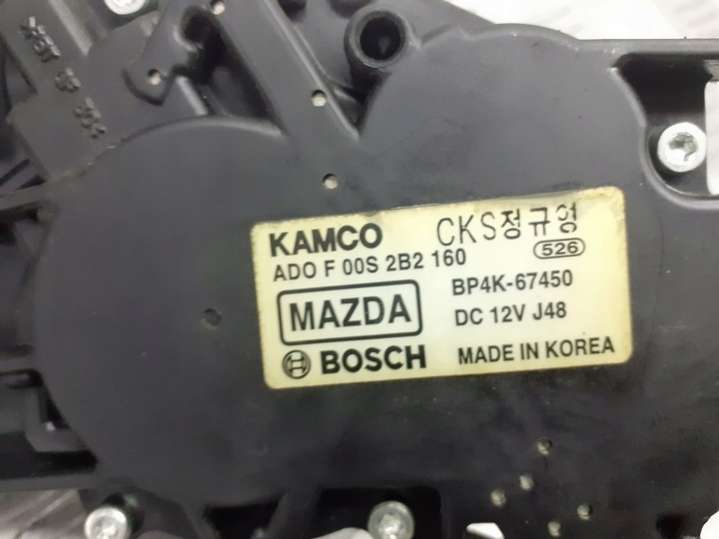 KAMCO CKS정규영
ADO F 00S 2B2 160 526
MAZDA
BP4K-67450
DC 12V J48
BOSCH
MADE IN KOREA